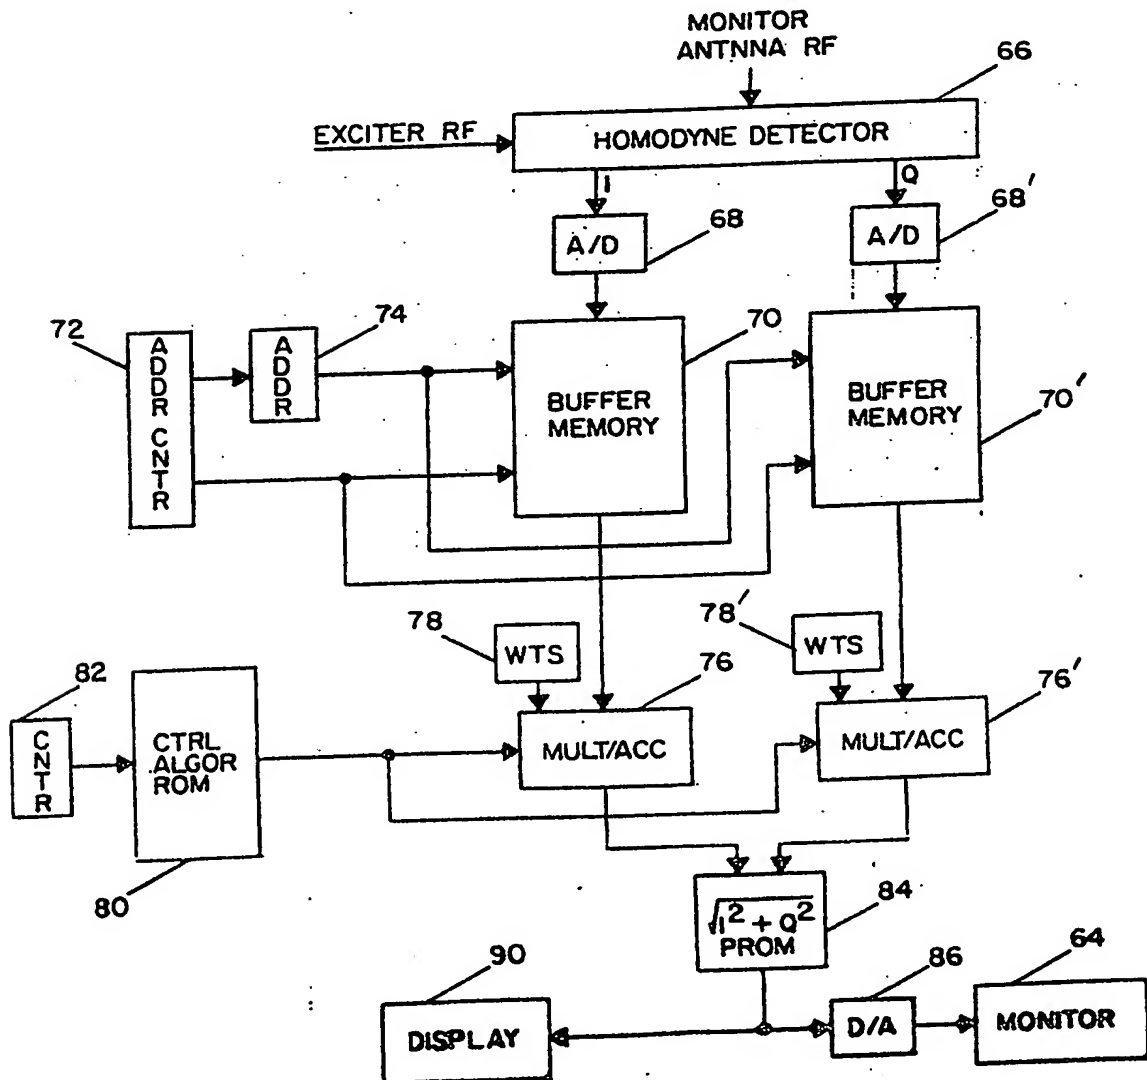 MONITOR
ANTNNA RF
66
EXCITER RF
HOMODYNE DETECTOR
I
Q
68
68'
A/D
A/D
72
74
70
ADDR CNTR
ADDR
BUFFER
MEMORY
BUFFER
MEMORY
70'
78
WTS
76
78'
WTS
76'
82
CNTR
CTRL
ALGOR
ROM
MULT/ACC
MULT/ACC
80
√I² + Q²
PROM
84
90
86
64
DISPLAY
D/A
MONITOR